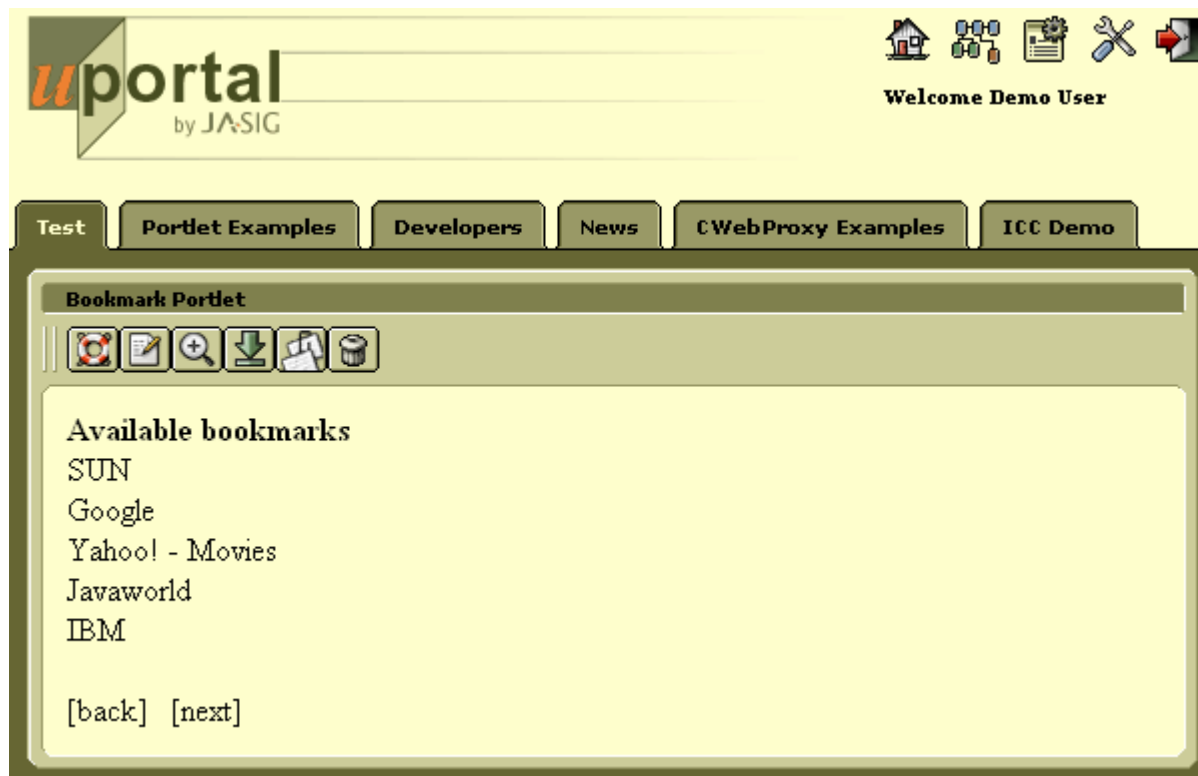 uportal
by JA-SIG
Welcome Demo User
Test Portlet Examples Developers News CWebProxy Examples ICC Demo
Bookmark Portlet
Available bookmarks
SUN
Google
Yahoo! - Movies
Javaworld
IBM
[back] [next]